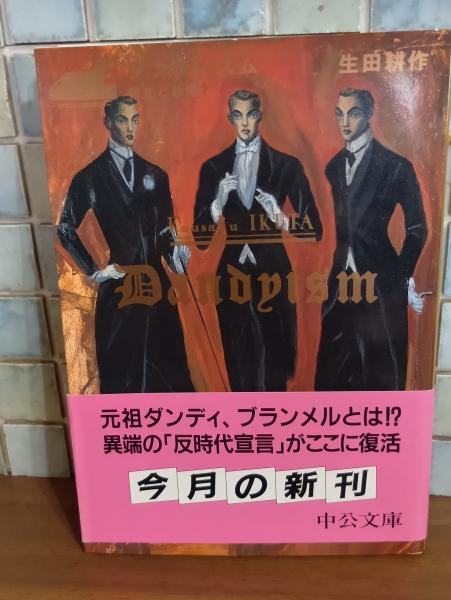 生田耕作
Kousaku IKUTA
Dandyism
元祖ダンディ、ブランメルとは!?
異端の「反時代宣言」がここに復活
今月の新刊
中公文庫